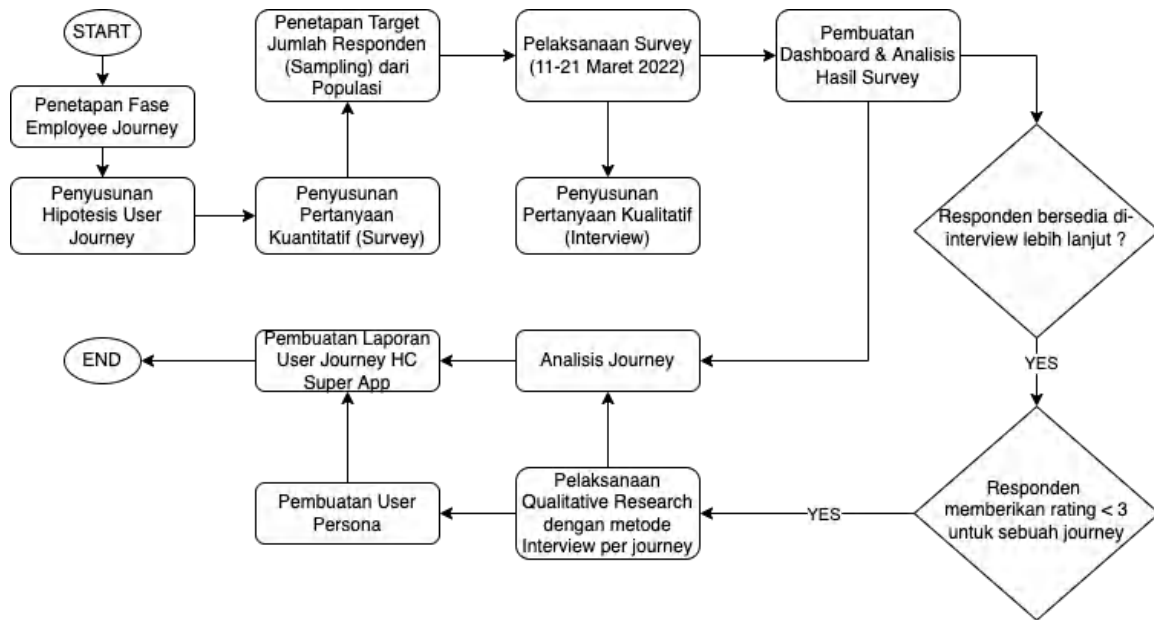 START
Penetapan Fase
Employee Journey
Penyusunan
Hipotesis User
Journey
Penyusunan
Pertanyaan
Kuantitatif (Survey)
Penetapan Target
Jumlah Responden
(Sampling) dari
Populasi
Pelaksanaan Survey
(11-21 Maret 2022)
Penyusunan
Pertanyaan Kualitatif
(Interview)
Pembuatan
Dashboard & Analisis
Hasil Survey
Responden bersedia di-
interview lebih lanjut ?
YES
Responden
memberikan rating < 3
untuk sebuah journey
YES
Pelaksanaan
Qualitative Research
dengan metode
Interview per journey
Analisis Journey
Pembuatan User
Persona
Pembuatan Laporan
User Journey HC
Super App
END